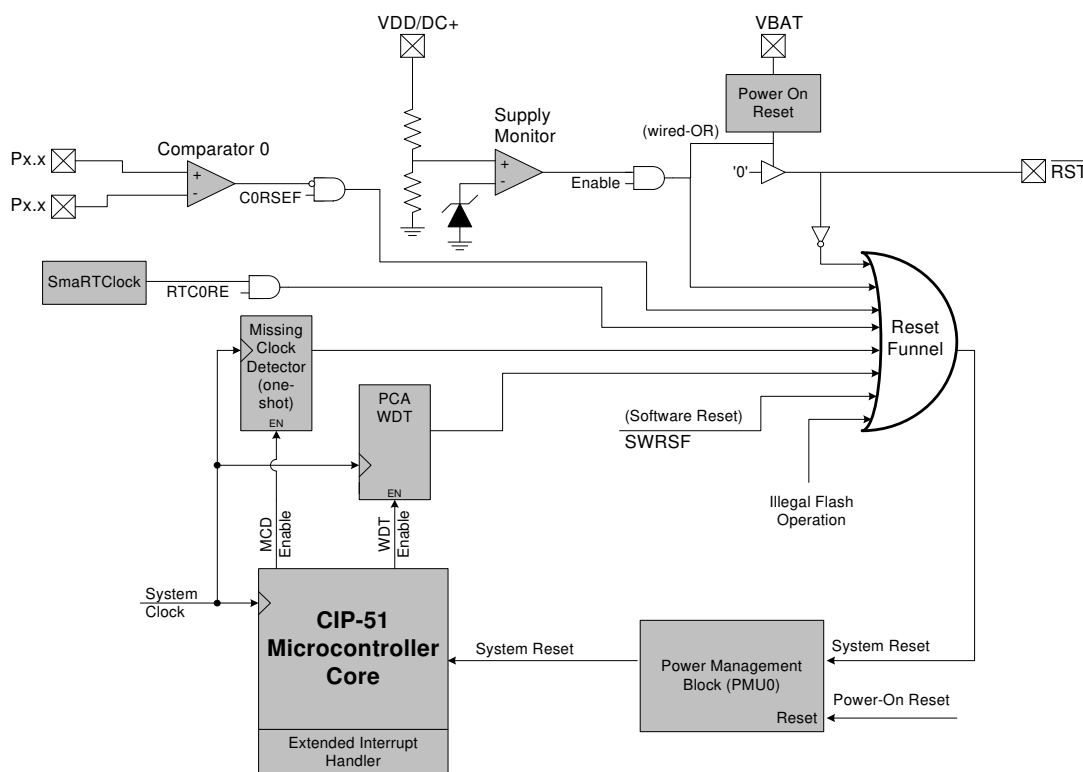 VDD/DC+
VBAT
Power On
Reset
Supply
Monitor
(wired-OR)
Px.x
Comparator 0
+
-
+
-
'0'
RST
Enable
Px.x
C0RSEF
SmaRTClock
RTC0RE
Missing
Clock
Detector
(one-
shot)
EN
Reset
Funnel
PCA
WDT
EN
(Software Reset)
SWRSF
Illegal Flash
Operation
MCD
Enable
WDT
Enable
System
Clock
CIP-51
Microcontroller
Core
Extended Interrupt
Handler
System Reset
Power Management
Block (PMU0)
Reset
System Reset
Power-On Reset